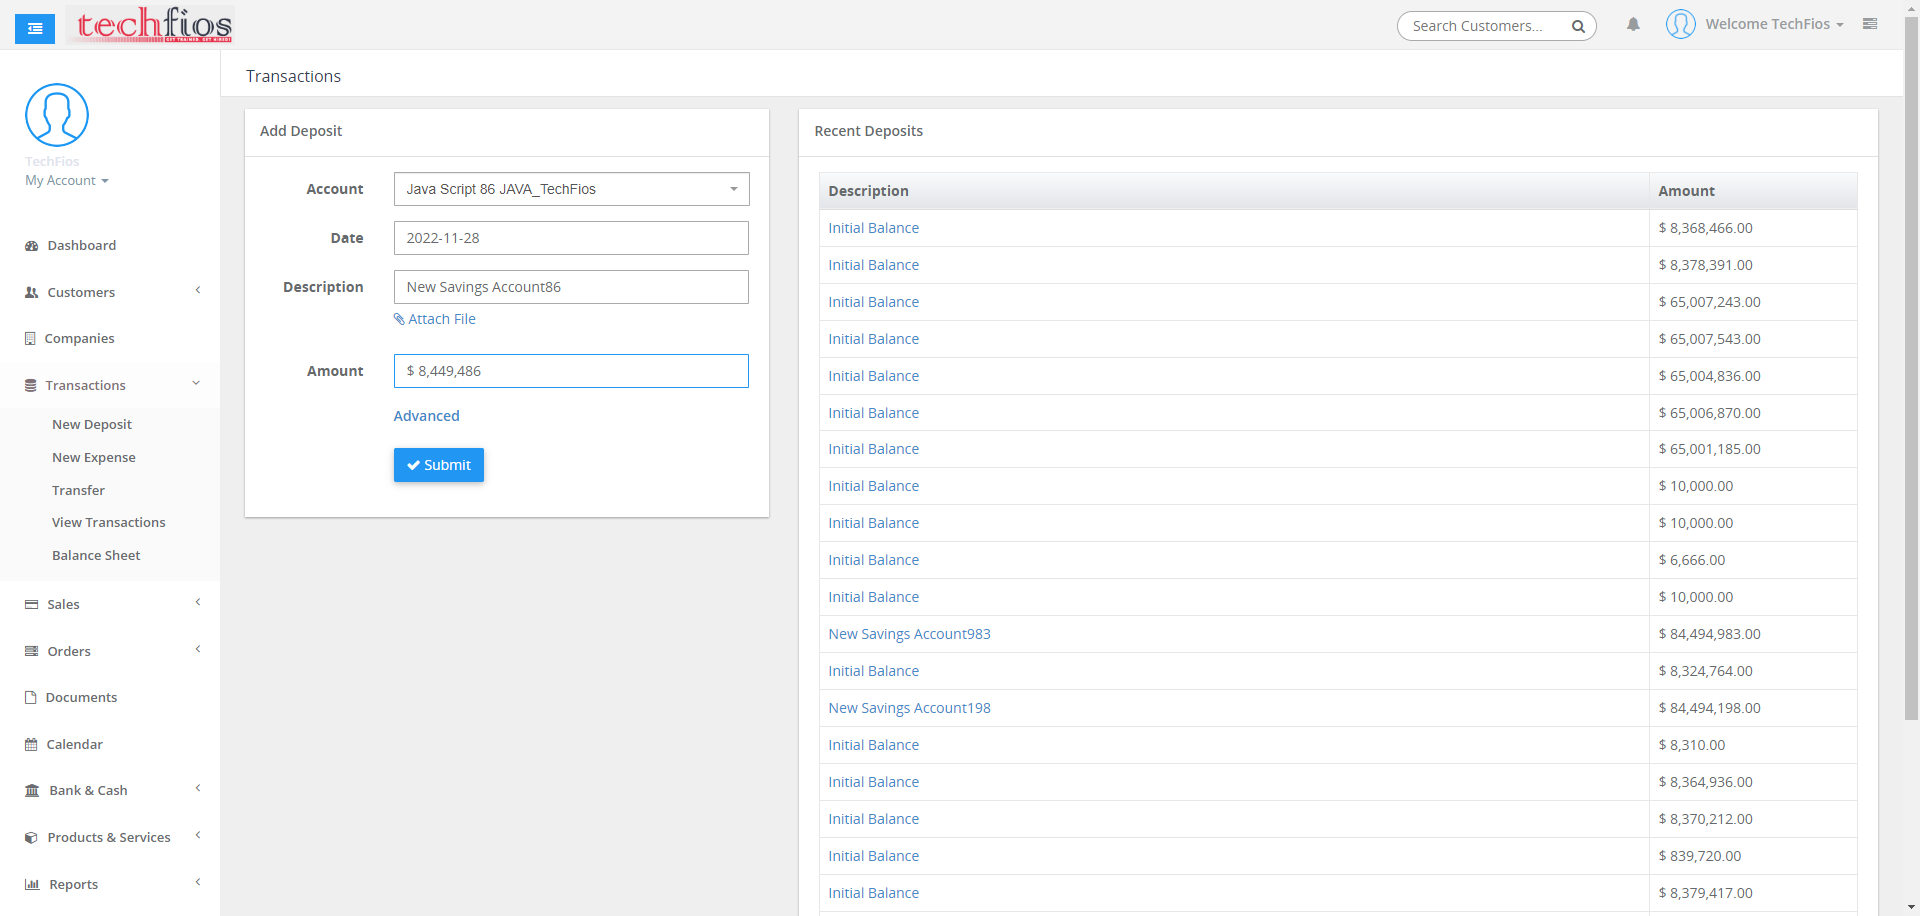 techfios
Search Customers...
Welcome TechFios
TechFios
My Account
Dashboard
Customers
Companies
Transactions
New Deposit
New Expense
Transfer
View Transactions
Balance Sheet
Sales
Orders
Documents
Calendar
Bank & Cash
Products & Services
Reports
Transactions
Add Deposit
Account Java Script 86 JAVA_TechFios
Date 2022-11-28
Description New Savings Account86
Attach File
Amount $ 8,449,486
Advanced
Submit
Recent Deposits
Description Amount
Initial Balance $ 8,368,466.00
Initial Balance $ 8,378,391.00
Initial Balance $ 65,007,243.00
Initial Balance $ 65,007,543.00
Initial Balance $ 65,004,836.00
Initial Balance $ 65,006,870.00
Initial Balance $ 65,001,185.00
Initial Balance $ 10,000.00
Initial Balance $ 10,000.00
Initial Balance $ 6,666.00
Initial Balance $ 10,000.00
New Savings Account983 $ 84,494,983.00
Initial Balance $ 8,324,764.00
New Savings Account198 $ 84,494,198.00
Initial Balance $ 8,310.00
Initial Balance $ 8,364,936.00
Initial Balance $ 8,370,212.00
Initial Balance $ 839,720.00
Initial Balance $ 8,379,417.00